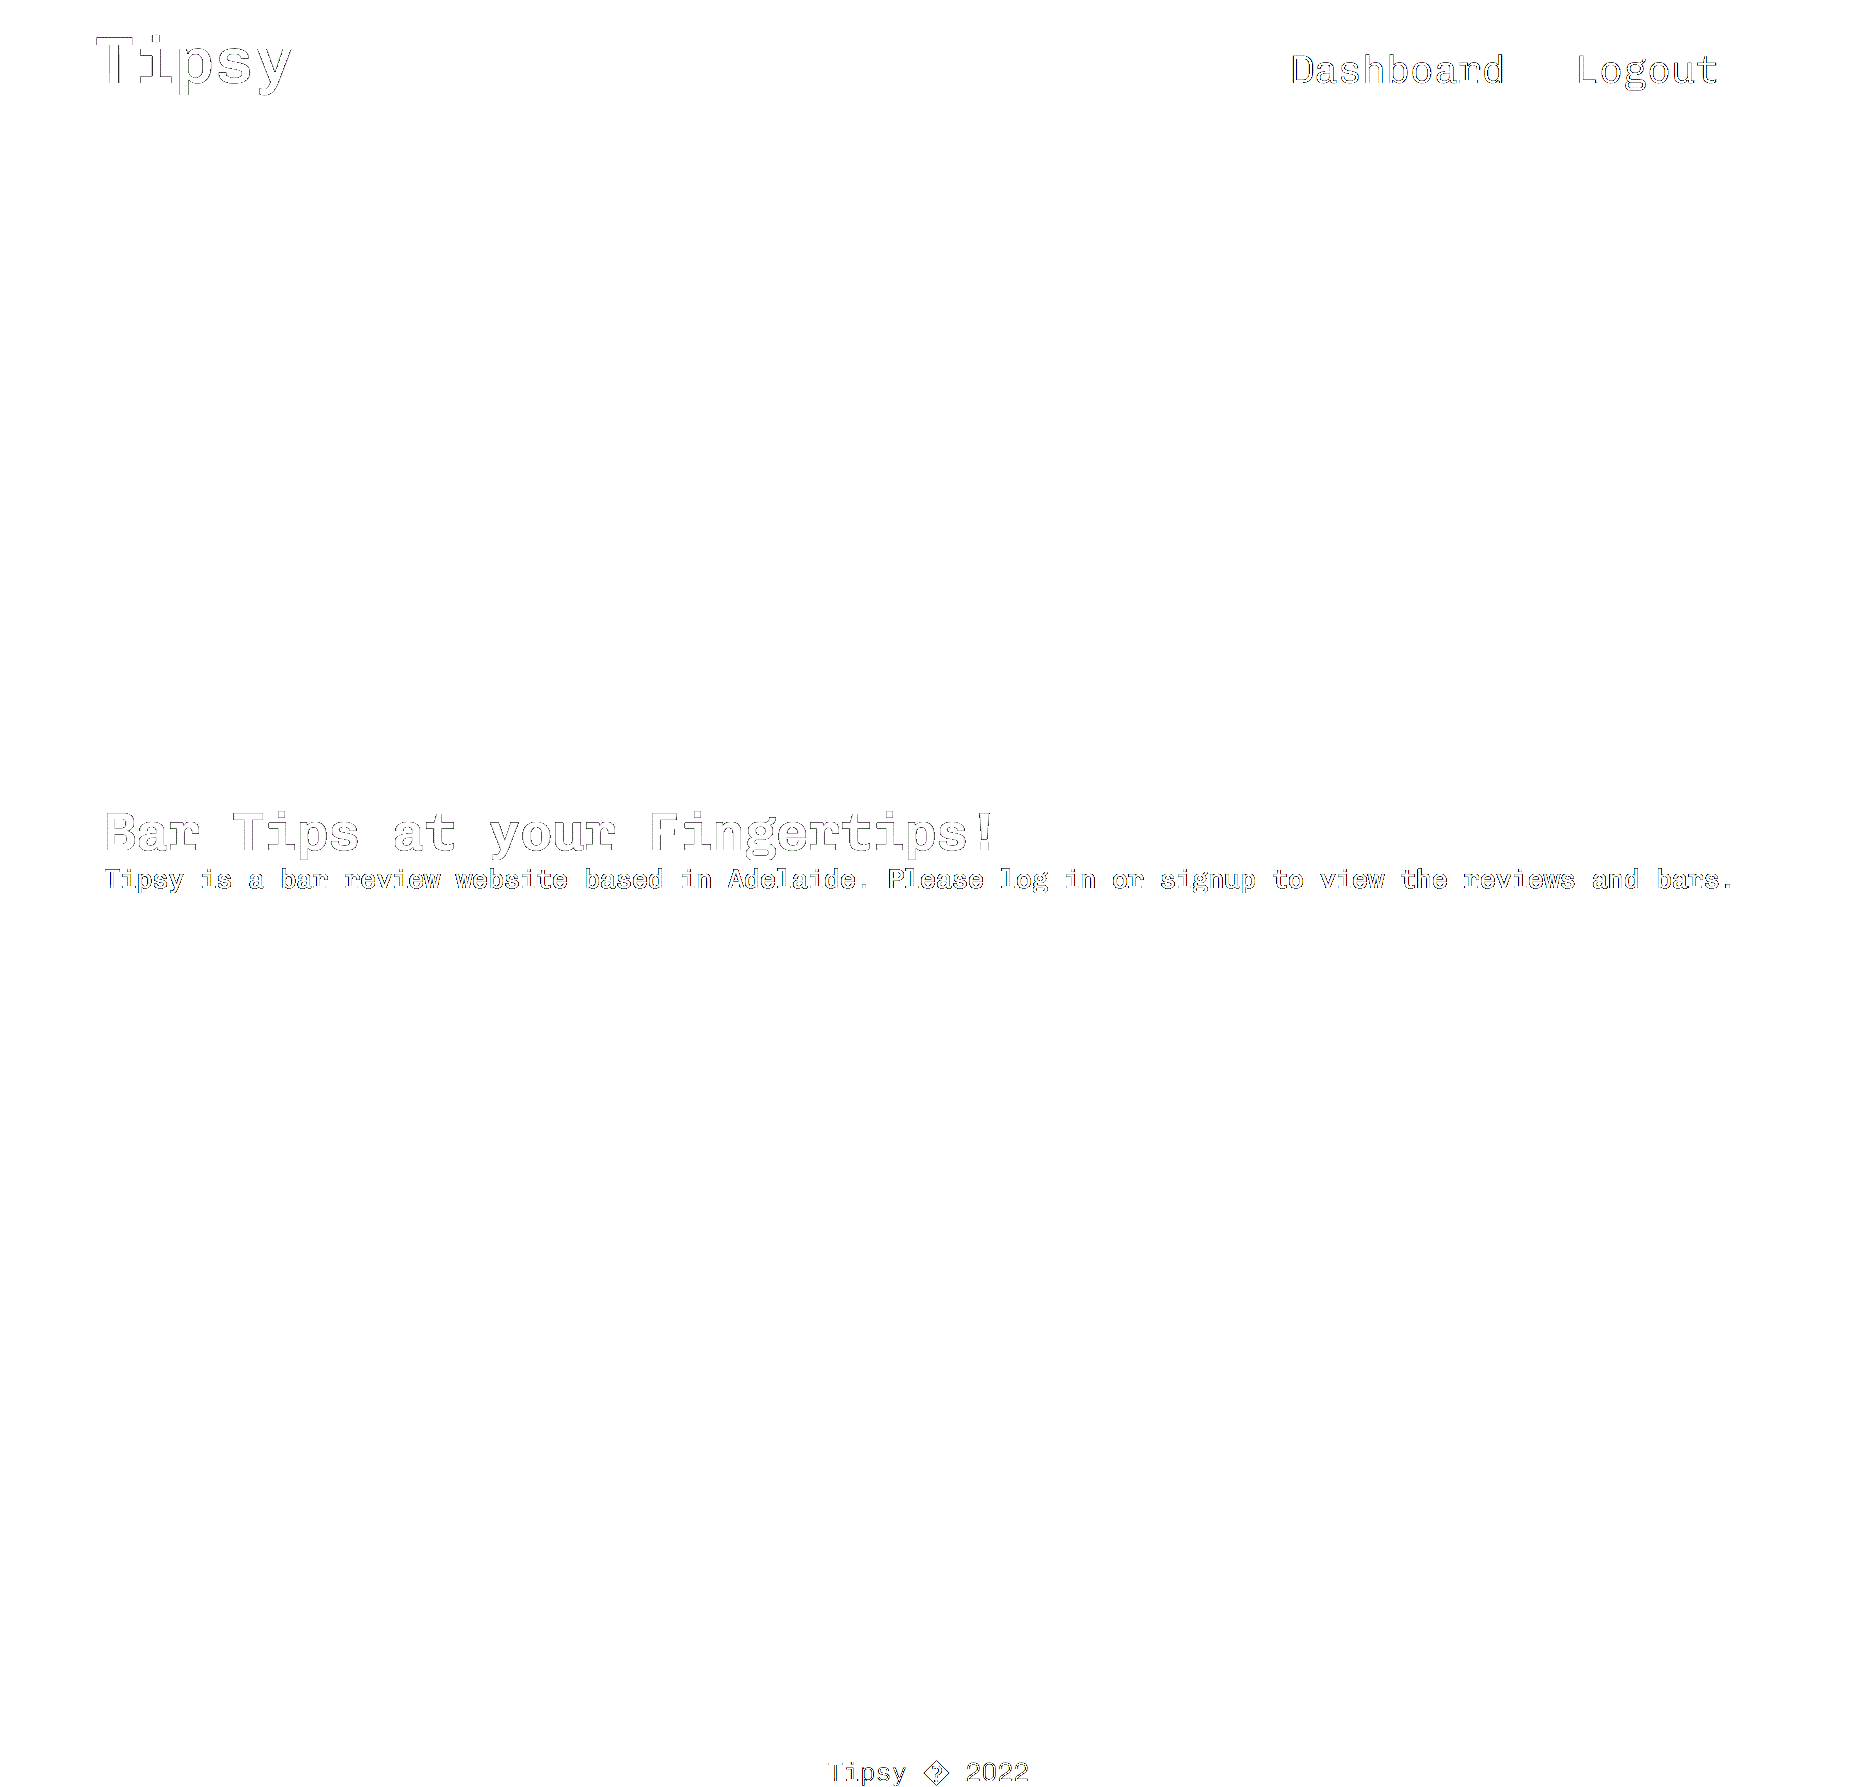 Tipsy
Dashboard Logout
Bar Tips at your Fingertips!
Tipsy is a bar review website based in Adelaide. Please log in or signup to view the reviews and bars.
Tipsy � 2022